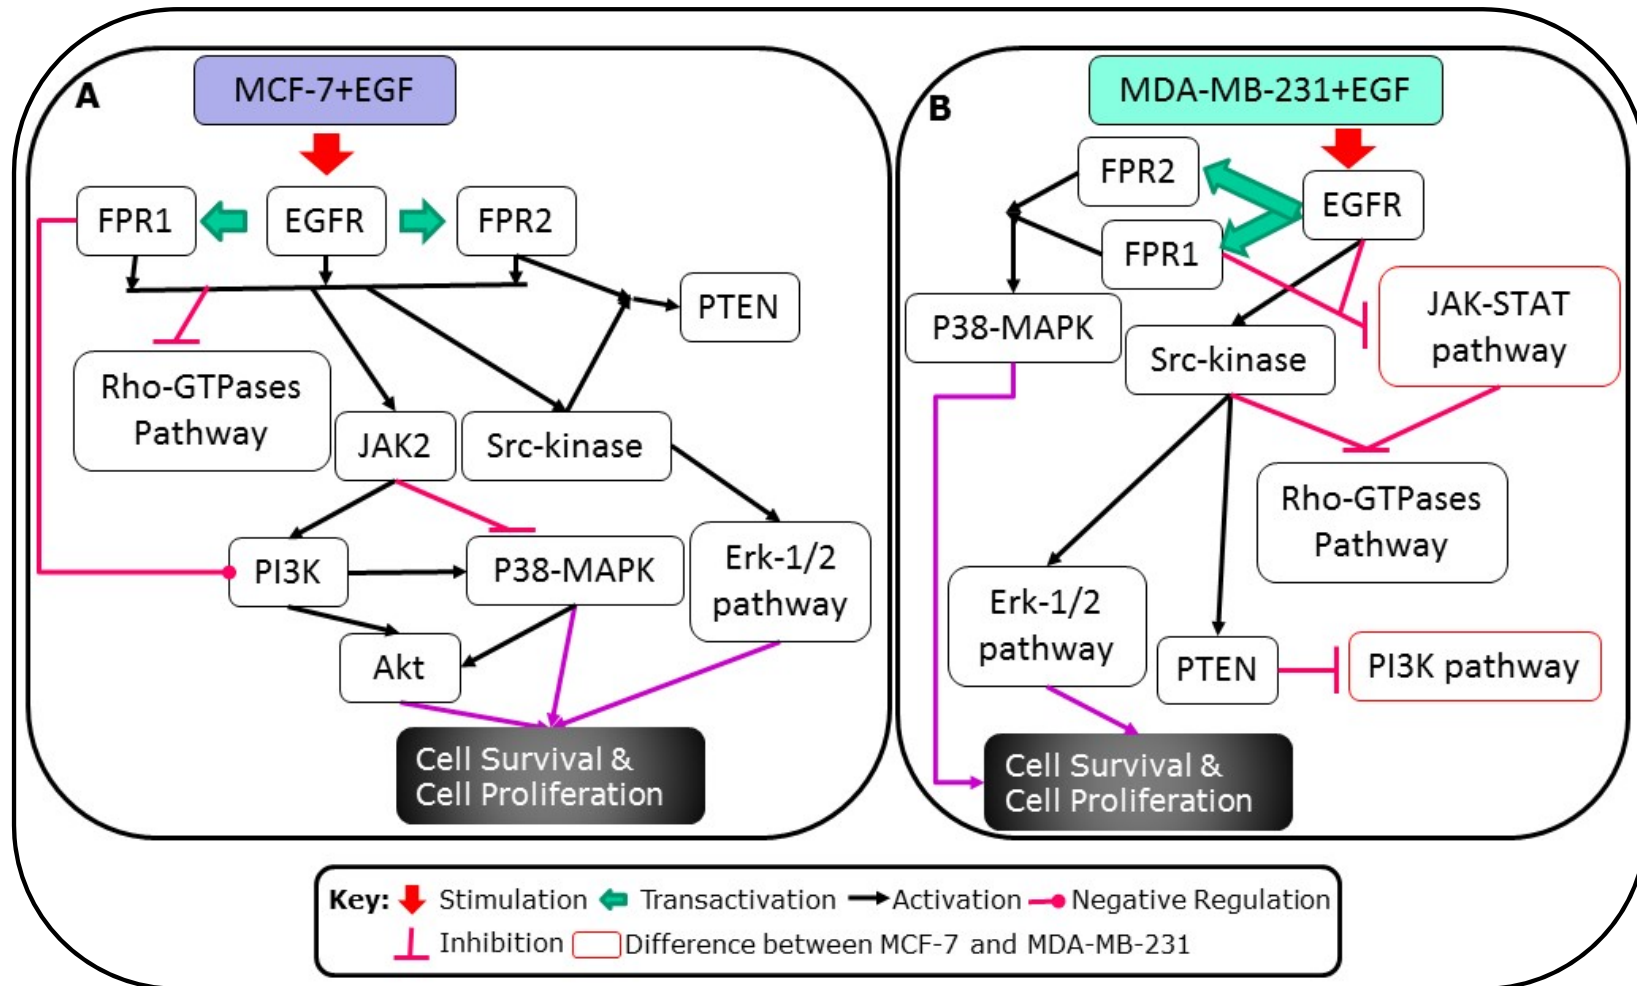 A
MCF-7+EGF
FPR1
EGFR
FPR2
PTEN
Rho-GTPases
Pathway
JAK2
Src-kinase
PI3K
P38-MAPK
Erk-1/2
pathway
Akt
Cell Survival &
Cell Proliferation
B
MDA-MB-231+EGF
FPR2
EGFR
FPR1
P38-MAPK
Src-kinase
JAK-STAT
pathway
Rho-GTPases
Pathway
Erk-1/2
pathway
PTEN
PI3K pathway
Cell Survival &
Cell Proliferation
Key: Stimulation Transactivation Activation Negative Regulation
Inhibition Difference between MCF-7 and MDA-MB-231